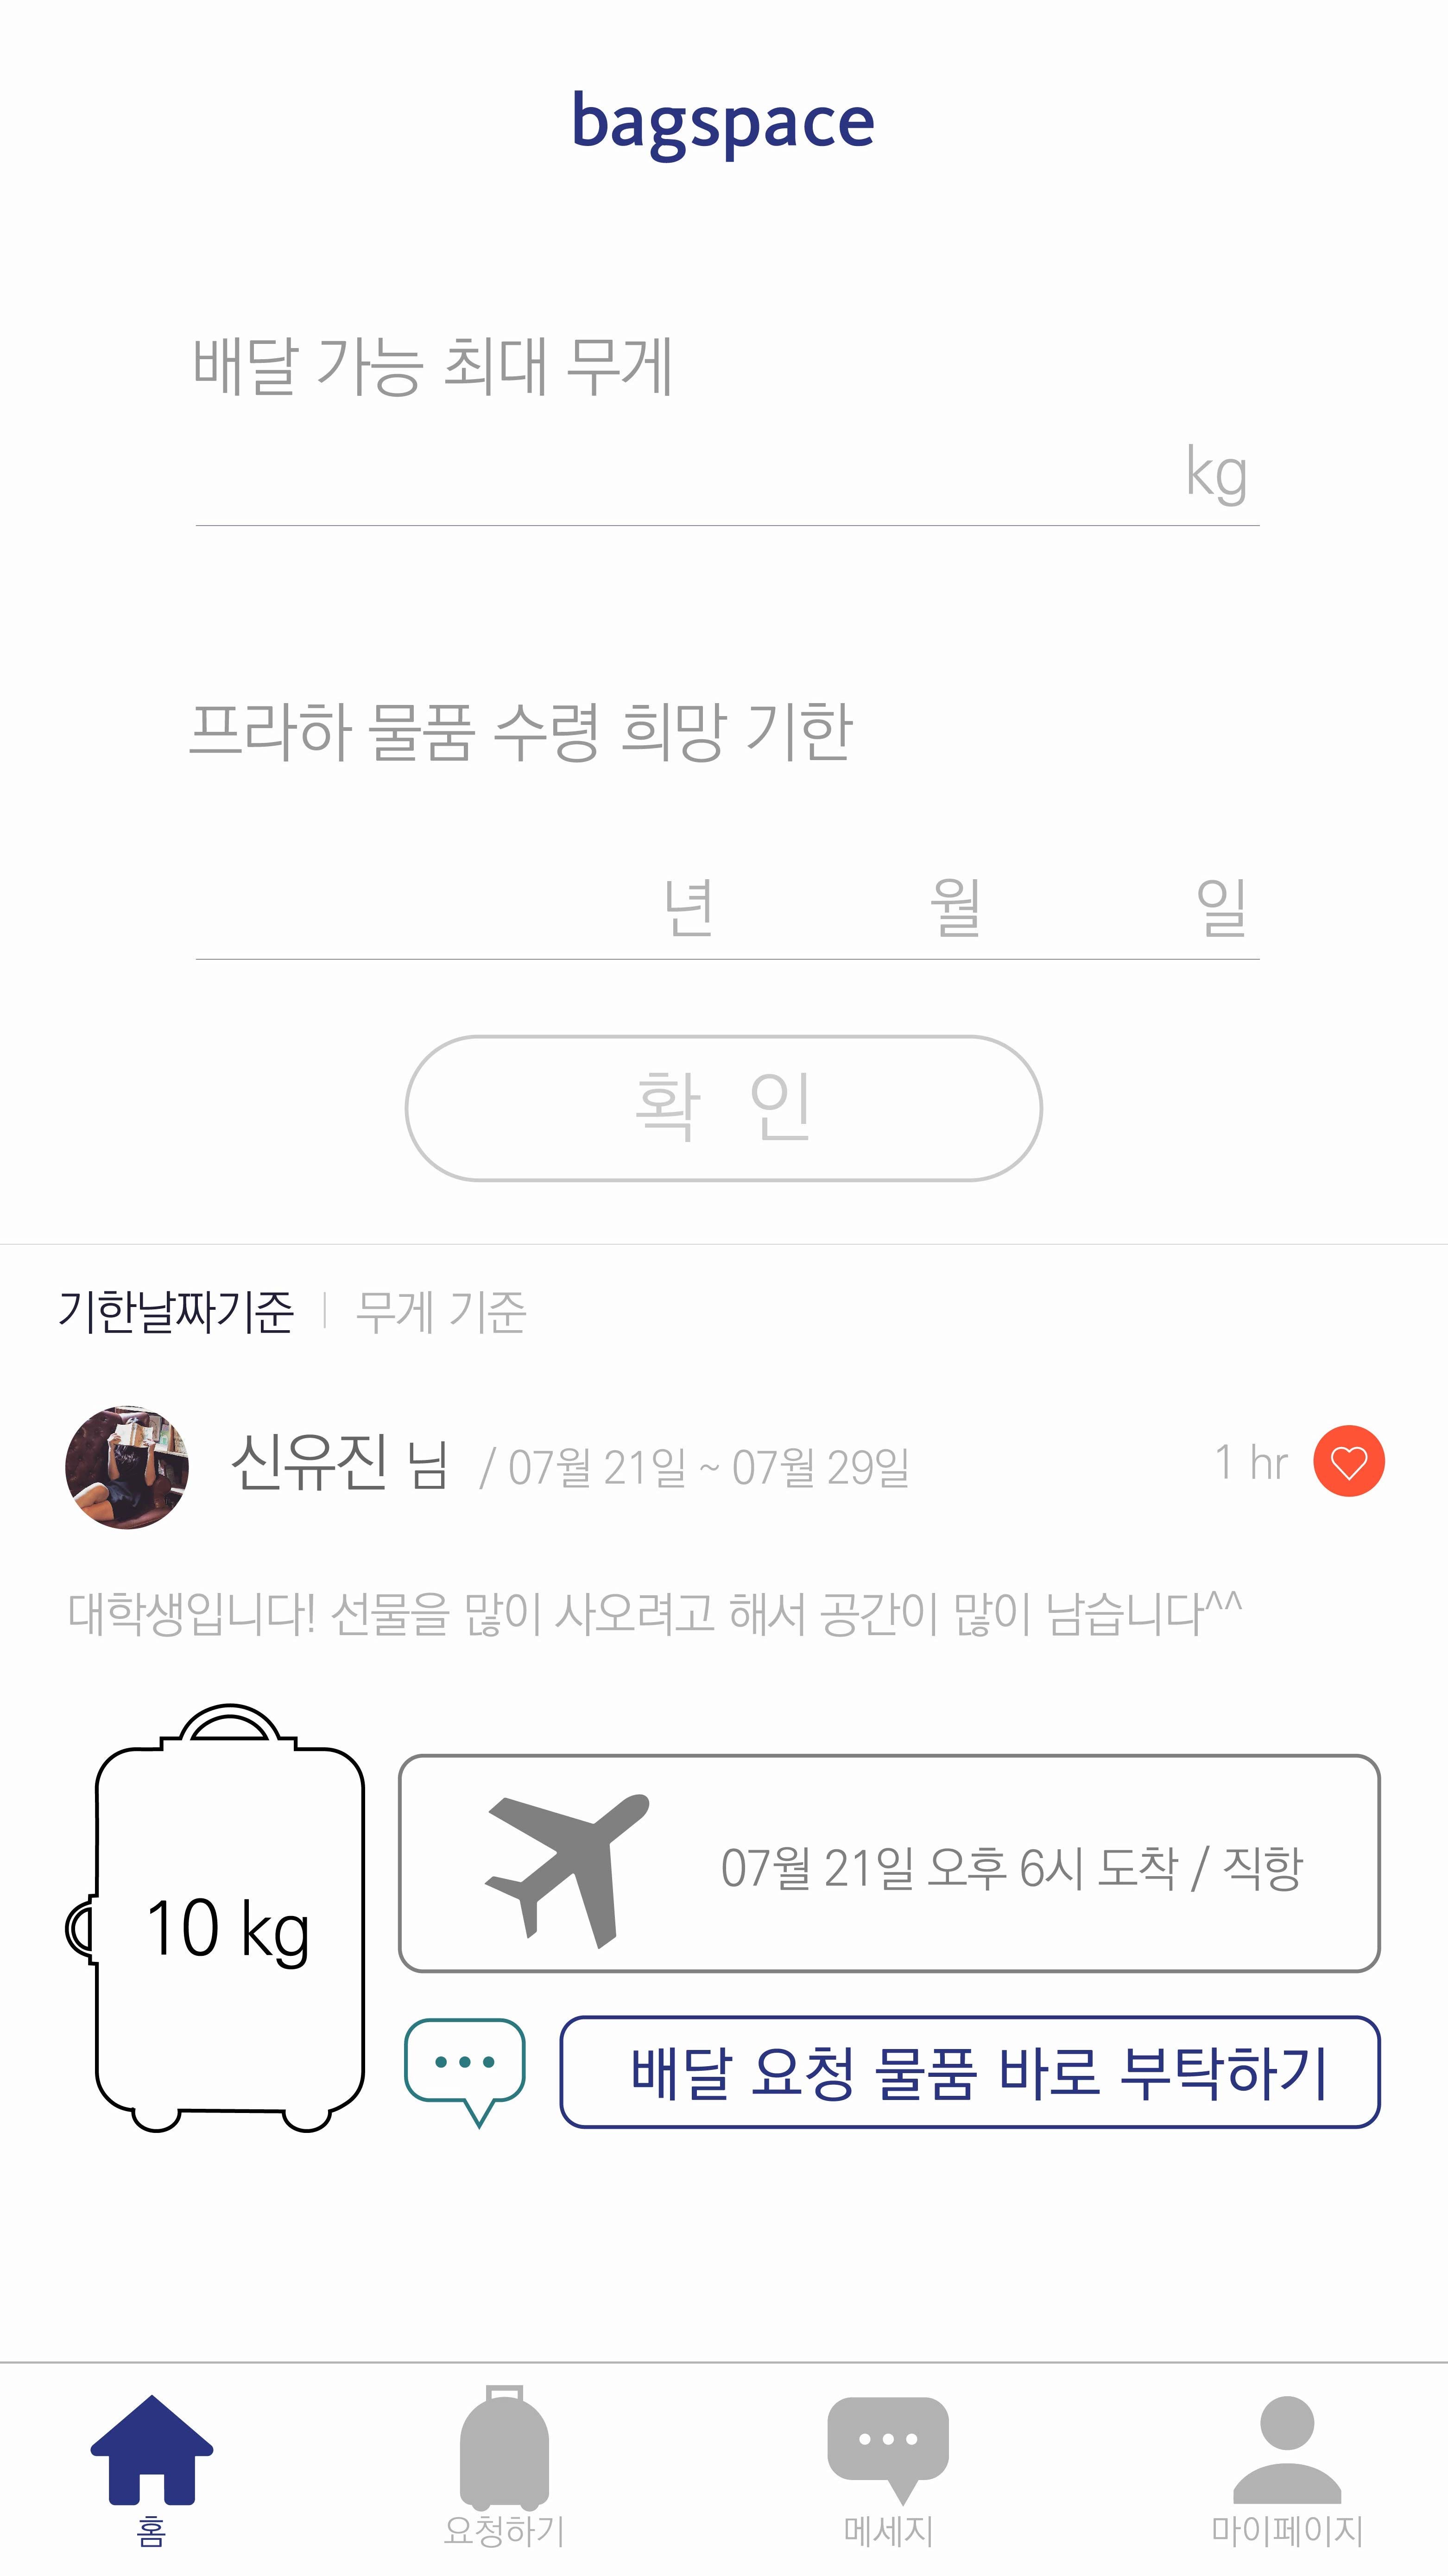 bagspace
배달 가능 최대 무게
kg
프라하 물품 수령 희망 기한
년 월 일
확 인
기한날짜기준 | 무게 기준
신유진 님 / 07월 21일 ~ 07월 29일 1 hr
대학생입니다! 선물을 많이 사오려고 해서 공간이 많이 남습니다^^
07월 21일 오후 6시 도착 / 직항
10 kg
배달 요청 물품 바로 부탁하기
홈 요청하기 메세지 마이페이지